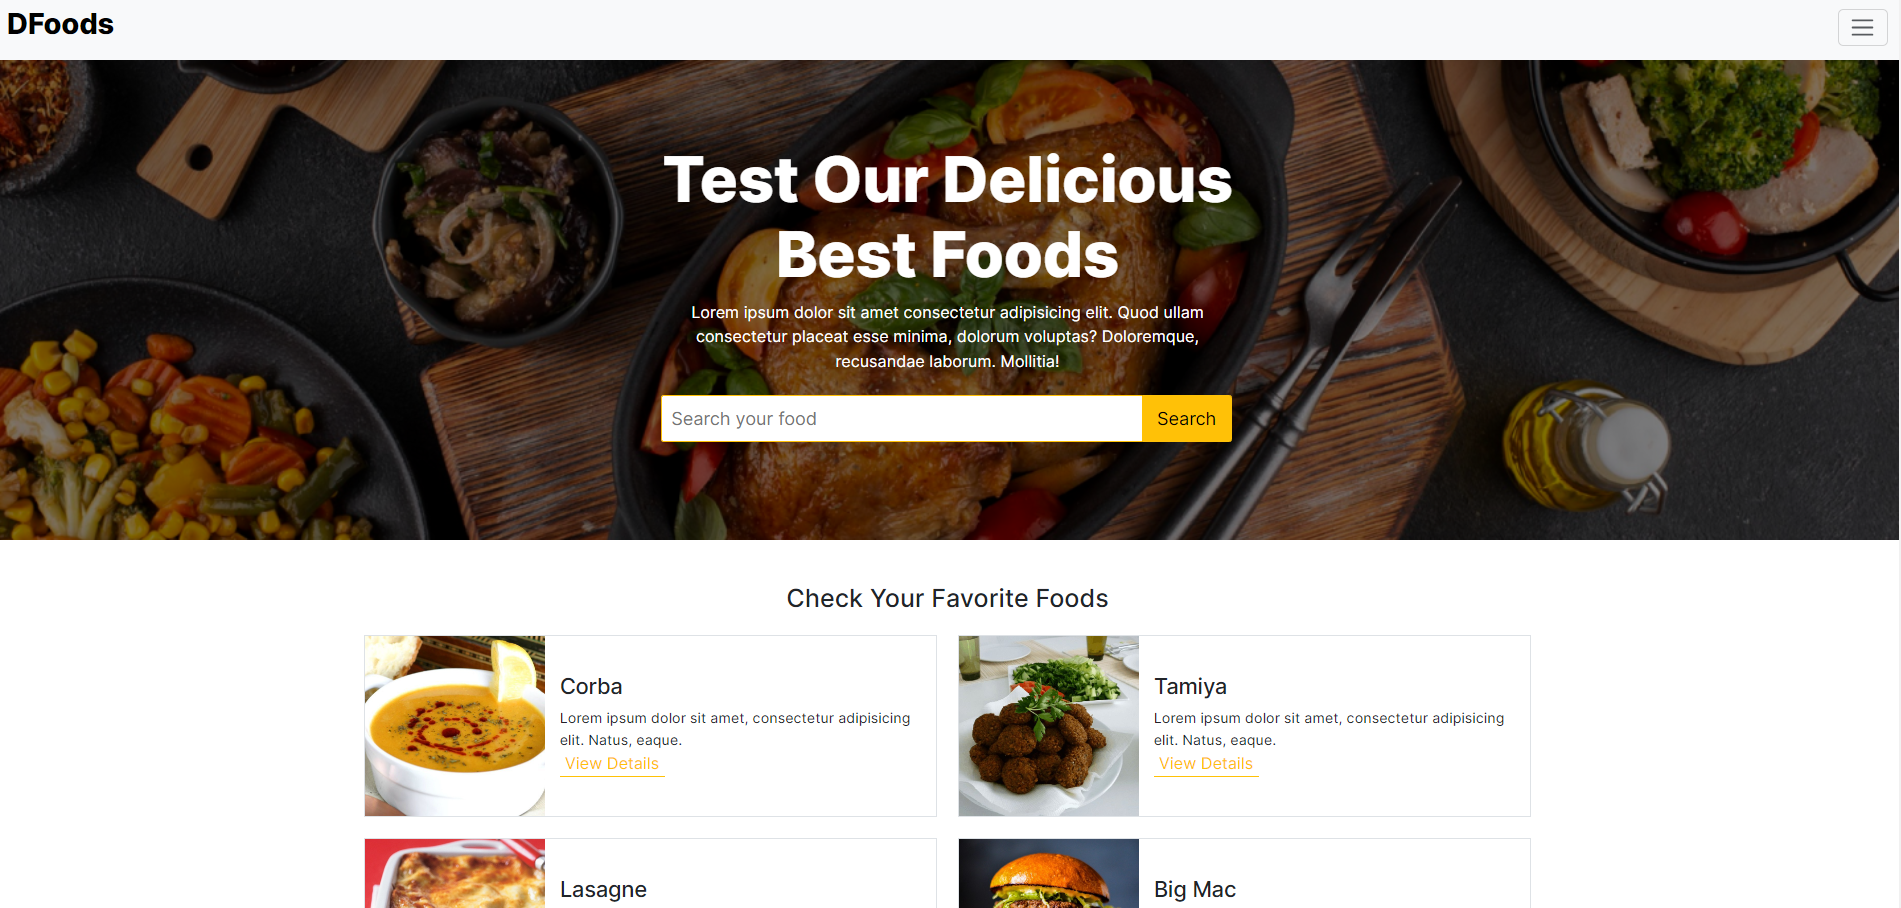 DFoods
Test Our Delicious
Best Foods
Lorem ipsum dolor sit amet consectetur adipisicing elit. Quod ullam
consectetur placeat esse minima, dolorum voluptas? Doloremque,
recusandae laborum. Mollitia!
Search your food
Search
Check Your Favorite Foods
Corba
Lorem ipsum dolor sit amet, consectetur adipisicing
elit. Natus, eaque.
View Details
Tamiya
Lorem ipsum dolor sit amet, consectetur adipisicing
elit. Natus, eaque.
View Details
Lasagne
Big Mac